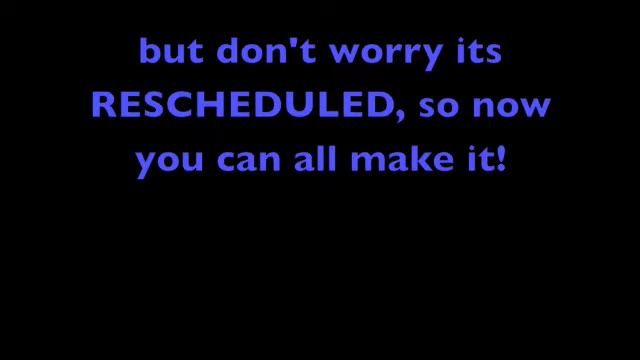 but don't worry its
RESCHEDULED, so now
you can all make it!